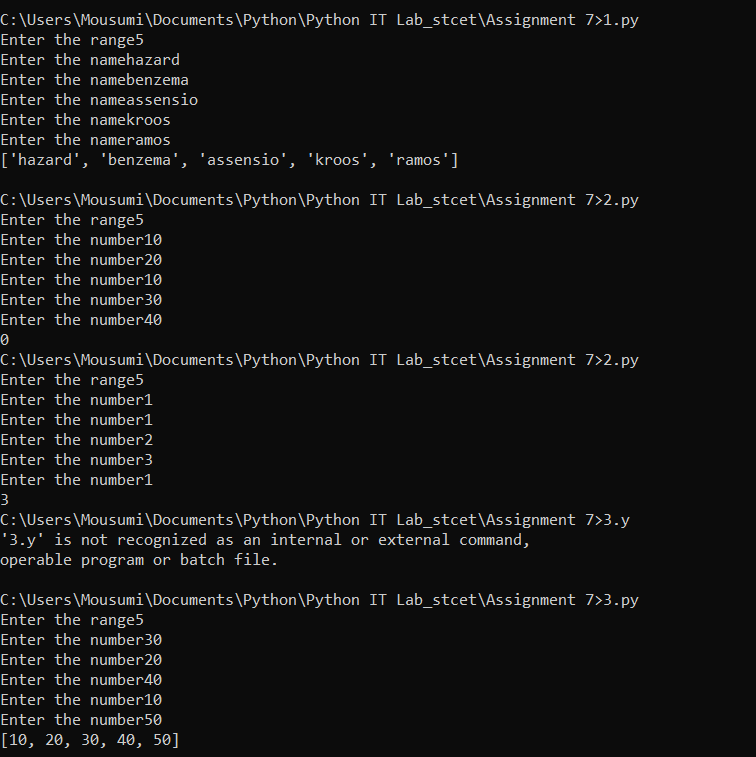 C:\Users\Mousumi\Documents\Python\Python IT Lab_stcet\Assignment 7>1.py
Enter the range5
Enter the namehazard
Enter the namebenzema
Enter the nameassensio
Enter the namekroos
Enter the nameramos
['hazard', 'benzema', 'assensio', 'kroos', 'ramos']
C:\Users\Mousumi\Documents\Python\Python IT Lab_stcet\Assignment 7>2.py
Enter the range5
Enter the number10
Enter the number20
Enter the number10
Enter the number30
Enter the number40
0
C:\Users\Mousumi\Documents\Python\Python IT Lab_stcet\Assignment 7>2.py
Enter the range5
Enter the number1
Enter the number1
Enter the number2
Enter the number3
Enter the number1
3
C:\Users\Mousumi\Documents\Python\Python IT Lab_stcet\Assignment 7>3.y
'3.y' is not recognized as an internal or external command,
operable program or batch file.
C:\Users\Mousumi\Documents\Python\Python IT Lab_stcet\Assignment 7>3.py
Enter the range5
Enter the number30
Enter the number20
Enter the number40
Enter the number10
Enter the number50
[10, 20, 30, 40, 50]